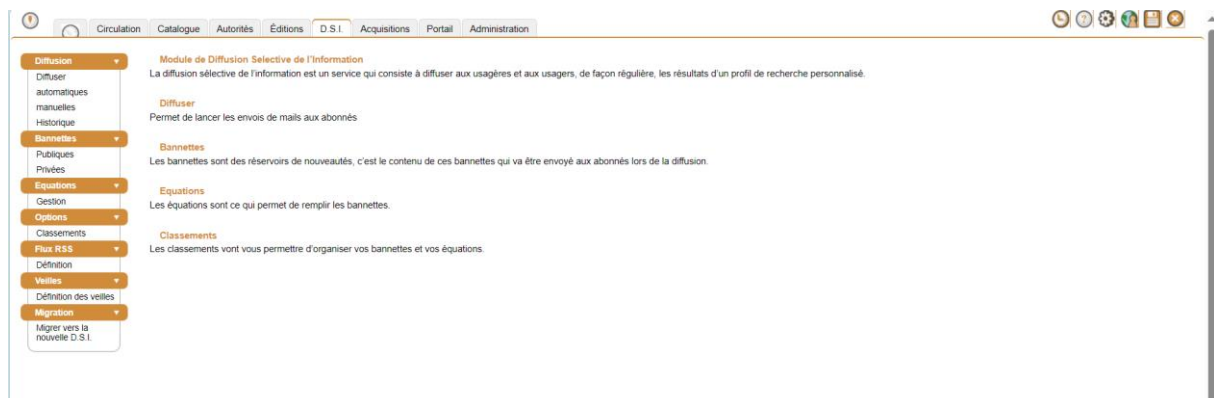 Circulation Catalogue Autorités Éditions D.S.I. Acquisitions Portail Administration
Diffusion
Diffuser
automatiques
manuelles
Historique
Bannettes
Publiques
Privées
Equations
Gestion
Options
Classements
Flux RSS
Définition
Veilles
Définition des veilles
Migration
Migrer vers la
nouvelle D.S.I.
Module de Diffusion Selective de l'Information
La diffusion sélective de l'information est un service qui consiste à diffuser aux usagères et aux usagers, de façon régulière, les résultats d'un profil de recherche personnalisé.
Diffuser
Permet de lancer les envois de mails aux abonnés
Bannettes
Les bannettes sont des réservoirs de nouveautés, c'est le contenu de ces bannettes qui va être envoyé aux abonnés lors de la diffusion.
Equations
Les équations sont ce qui permet de remplir les bannettes.
Classements
Les classements vont vous permettre d'organiser vos bannettes et vos équations.